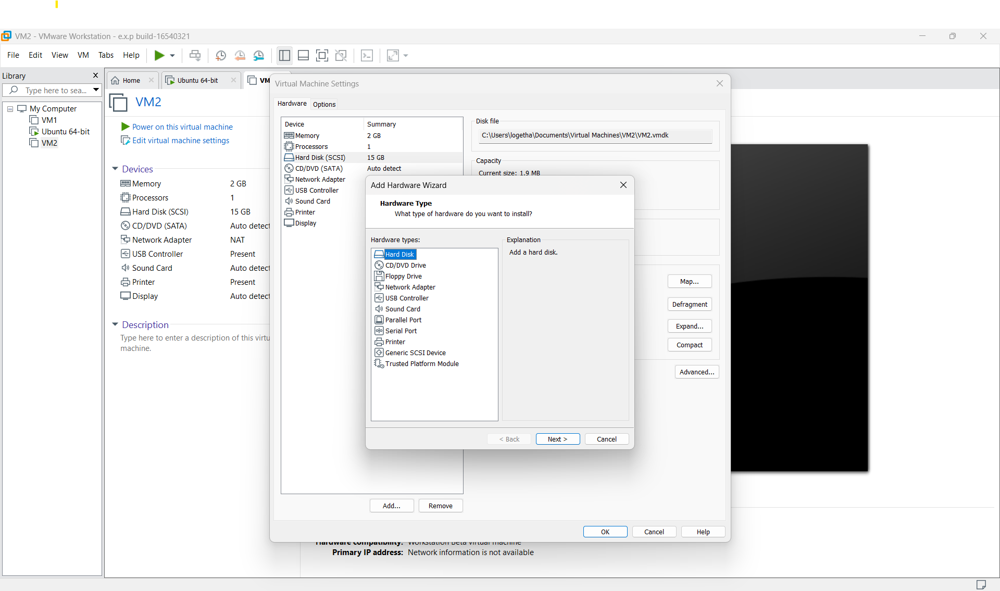 VM2 - VMware Workstation - e.x.p build-16540321
File Edit View VM Tabs Help
Library
Type here to sea...
My Computer
VM1
Ubuntu 64-bit
VM2
Home
Ubuntu 64-bit
VM
VM2
Power on this virtual machine
Edit virtual machine settings
Devices
Memory 2 GB
Processors 1
Hard Disk (SCSI) 15 GB
CD/DVD (SATA) Auto detect
Network Adapter NAT
USB Controller Present
Sound Card Auto detect
Printer Present
Display Auto detect
Description
Type here to enter a description of this virtu
machine.
Virtual Machine Settings
Hardware Options
Device Summary
Memory 2 GB
Processors 1
Hard Disk (SCSI) 15 GB
CD/DVD (SATA) Auto detect
Network Adapter
USB Controller
Sound Card
Printer
Display
Add... Remove
Disk file
C:\Users\logetha\Documents\Virtual Machines\VM2\VM2.vmdk
Capacity
Current size: 1.9 MB
Map...
Defragment
Expand...
Compact
Advanced...
Add Hardware Wizard
Hardware Type
What type of hardware do you want to install?
Hardware types:
Hard Disk
CD/DVD Drive
Floppy Drive
Network Adapter
USB Controller
Sound Card
Parallel Port
Serial Port
Printer
Generic SCSI Device
Trusted Platform Module
Explanation
Add a hard disk.
< Back Next > Cancel
OK Cancel Help
Hardware compatibility: Workstation Beta virtual machine
Primary IP address: Network information is not available